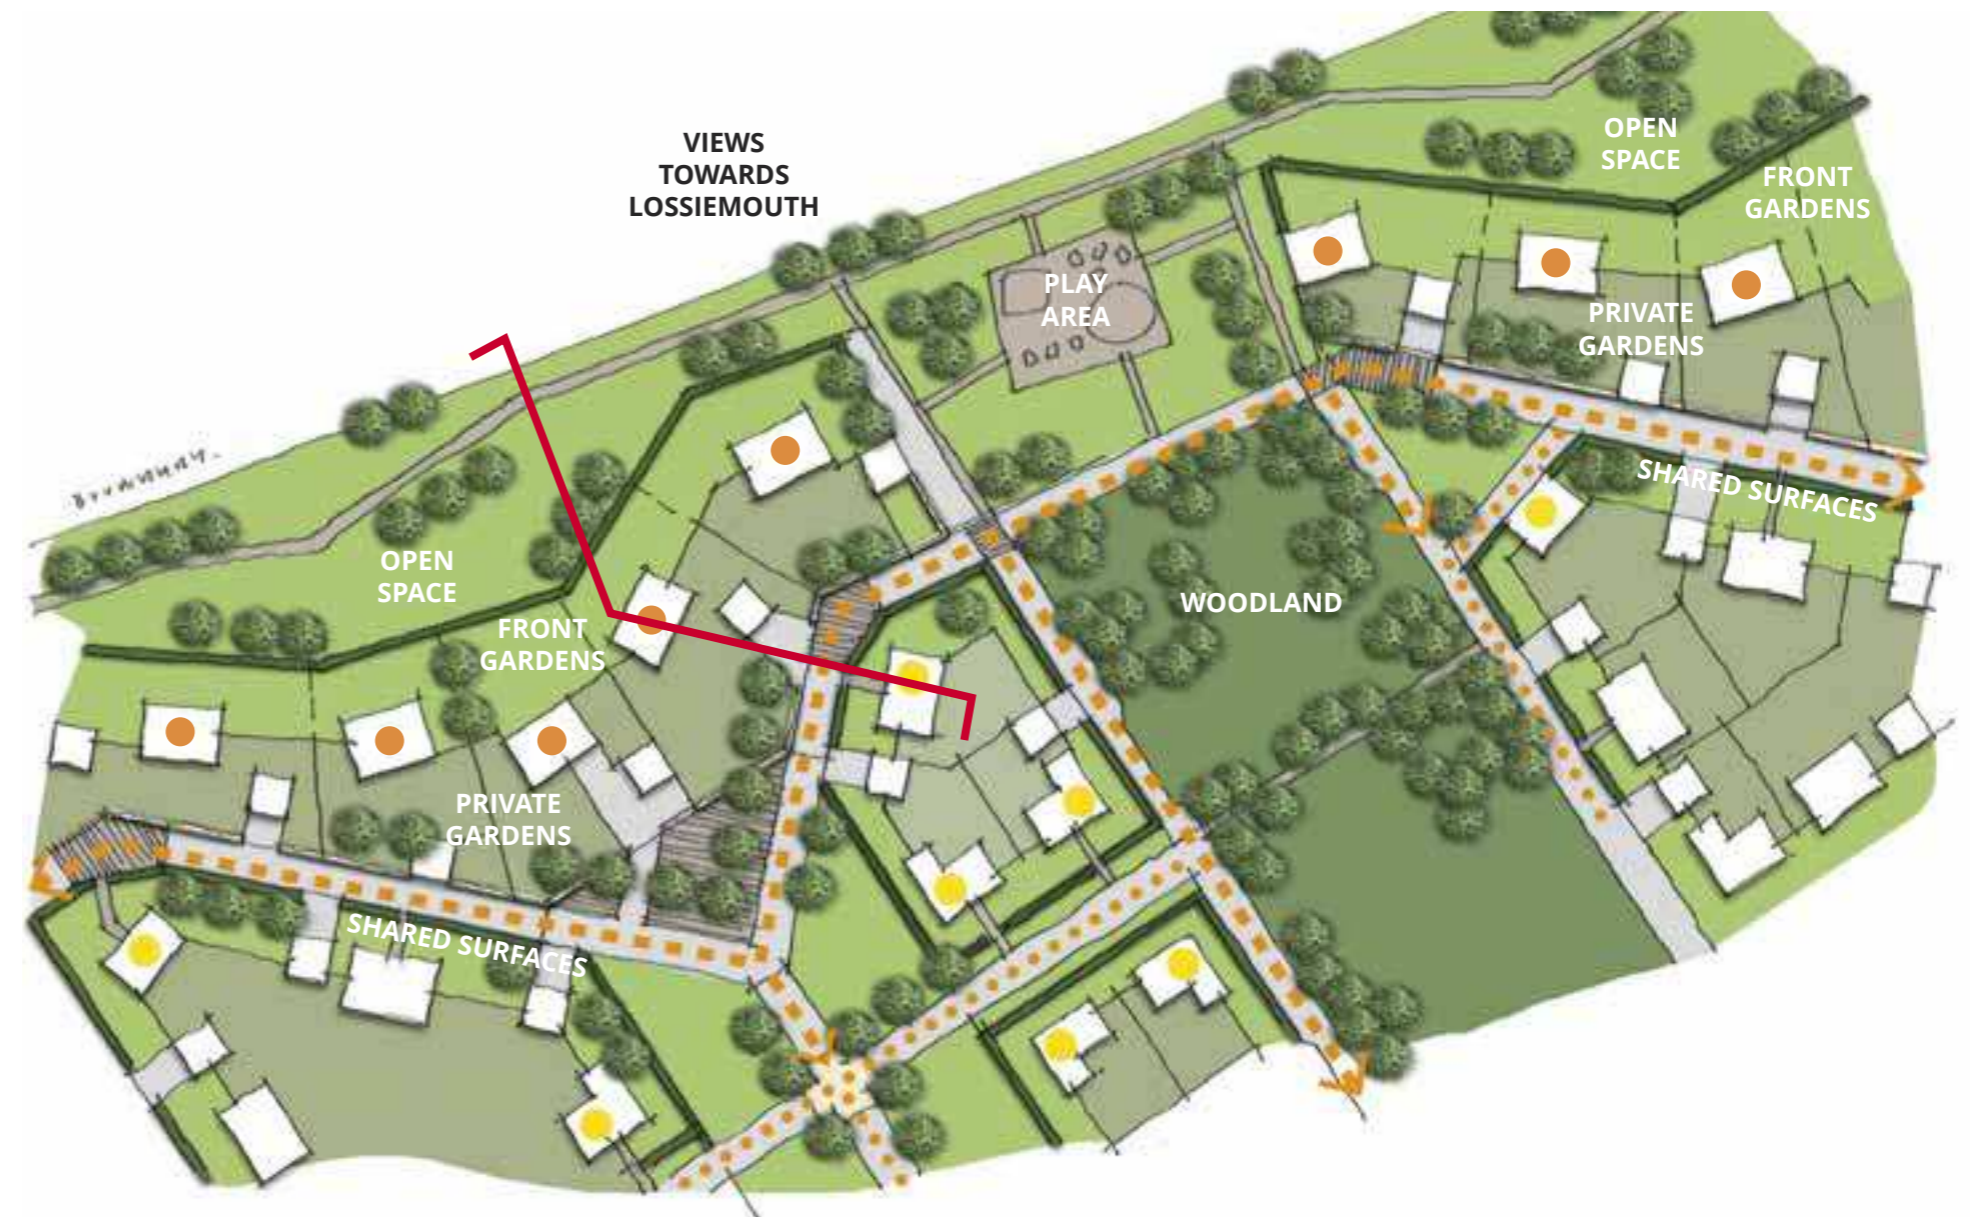 VIEWS
TOWARDS
LOSSIEMOUTH
OPEN
SPACE
FRONT
GARDENS
PLAY
AREA
PRIVATE
GARDENS
SHARED SURFACES
OPEN
SPACE
WOODLAND
FRONT
GARDENS
PRIVATE
GARDENS
SHARED SURFACES